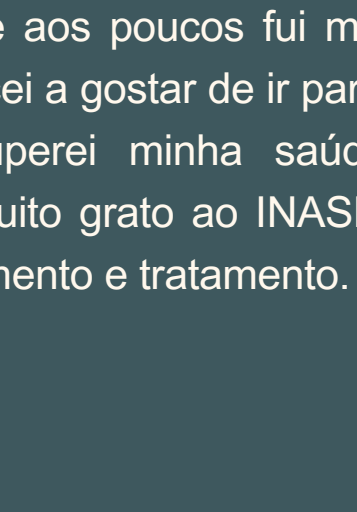 e aos poucos fui m
ei a gostar de ir par
uperei minha saúd
uito grato ao INAS
mento e tratamento.